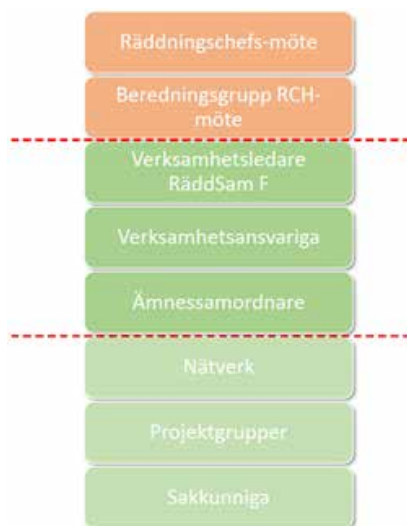 Räddningschefs-möte
Beredningsgrupp RCH-
möte
Verksamhetsledare
RäddSam F
Verksamhetsansvariga
Ämnessamordnare
Nätverk
Projektgrupper
Sakkunniga